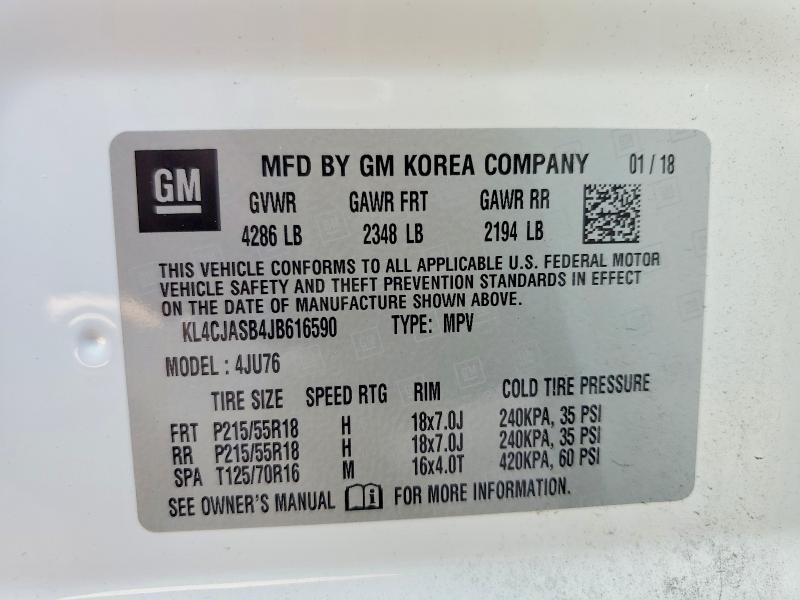 GM
MFD BY GM KOREA COMPANY 01 / 18
GVWR GAWR FRT GAWR RR
4286 LB 2348 LB 2194 LB
THIS VEHICLE CONFORMS TO ALL APPLICABLE U.S. FEDERAL MOTOR
VEHICLE SAFETY AND THEFT PREVENTION STANDARDS IN EFFECT
ON THE DATE OF MANUFACTURE SHOWN ABOVE.
KL4CJASB4JB616590 TYPE: MPV
MODEL : 4JU76
TIRE SIZE SPEED RTG RIM COLD TIRE PRESSURE
FRT P215/55R18 H 18x7.0J 240KPA, 35 PSI
RR P215/55R18 H 18x7.0J 240KPA, 35 PSI
SPA T125/70R16 M 16x4.0T 420KPA, 60 PSI
SEE OWNER'S MANUAL FOR MORE INFORMATION.